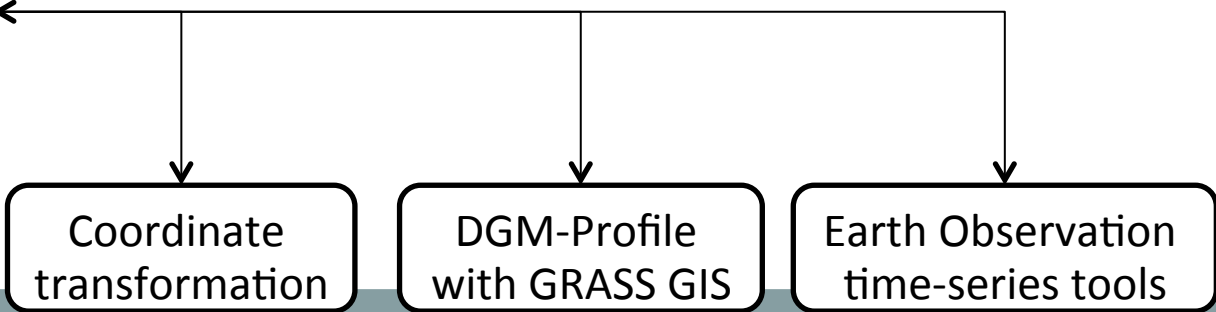 Coordinate
transformation
DGM-Profile
with GRASS GIS
Earth Observation
time-series tools